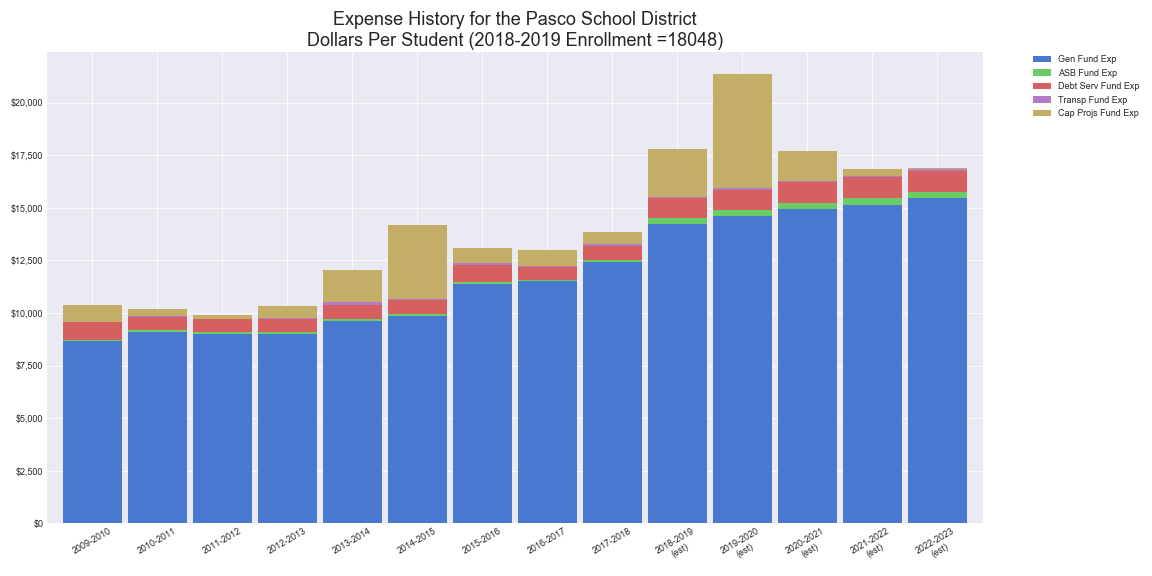 Expense History for the Pasco School District
Dollars Per Student (2018-2019 Enrollment =18048)
Gen Fund Exp
ASB Fund Exp
Debt Serv Fund Exp
Transp Fund Exp
Cap Projs Fund Exp
$20,000
$17,500
$15,000
$12,500
$10,000
$7,500
$5,000
$2,500
$0
2009-2010
2010-2011
2011-2012
2012-2013
2013-2014
2014-2015
2015-2016
2016-2017
2017-2018
2018-2019
(est)
2019-2020
(est)
2020-2021
(est)
2021-2022
(est)
2022-2023
(est)